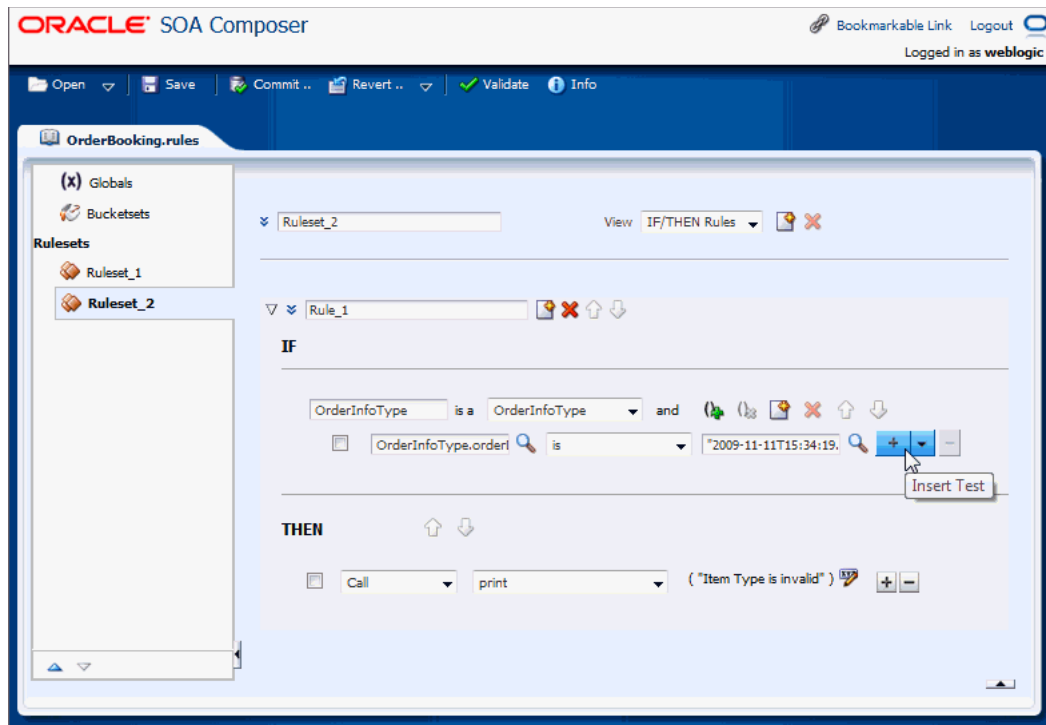 ORACLE SOA Composer
Bookmarkable Link Logout
Logged in as weblogic
Open Save Commit .. Revert .. Validate Info
OrderBooking.rules
(x) Globals
Bucketsets
Rulesets
Ruleset_1
Ruleset_2
Ruleset_2 View IF/THEN Rules
Rule_1
IF
OrderInfoType is a OrderInfoType and
OrderInfoType.orderI is "2009-11-11T15:34:19.
Insert Test
THEN
Call print ( "Item Type is invalid" )